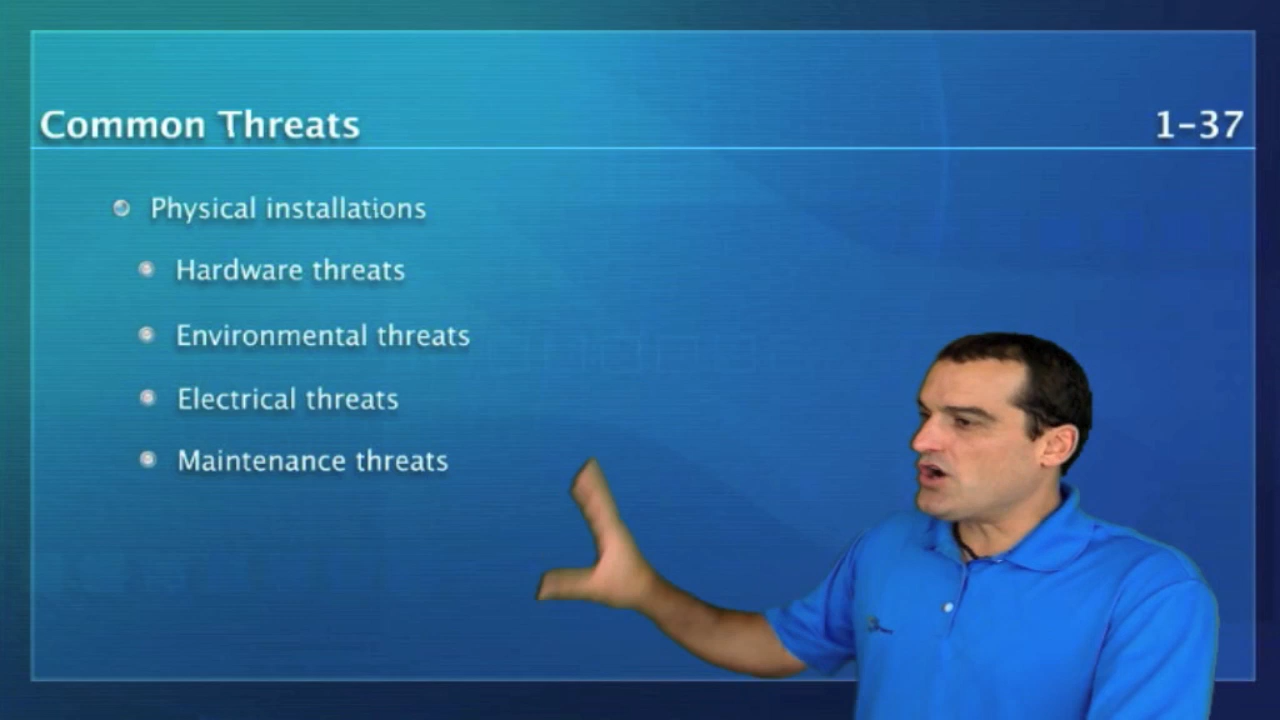 Common Threats
1-37
Physical installations
Hardware threats
Environmental threats
Electrical threats
Maintenance threats